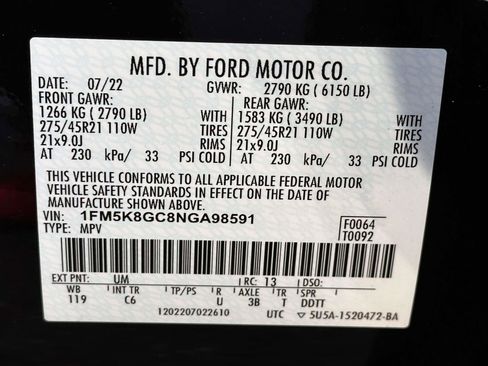 MFD. BY FORD MOTOR CO.
DATE: 07/22 GVWR: 2790 KG ( 6150 LB)
FRONT GAWR: REAR GAWR:
1266 KG ( 2790 LB) WITH 1583 KG ( 3490 LB) WITH
275/45R21 110W TIRES 275/45R21 110W TIRES
21x9.0J RIMS 21x9.0J RIMS
AT 230 kPa/ 33 PSI COLD AT 230 kPa/ 33 PSI COLD
THIS VEHICLE CONFORMS TO ALL APPLICABLE FEDERAL MOTOR
VEHICLE SAFETY STANDARDS IN EFFECT ON THE DATE OF
MANUFACTURE SHOWN ABOVE.
VIN: 1FM5K8GC8NGA98591
TYPE: MPV
F0064
T0092
EXT PNT: UM RC: 13
WB INT TR TP/PS R AXLE TR SPR
119 C6 U 3B T DDTT
1202207022610 UTC ▽ 5U5A-1520472-BA